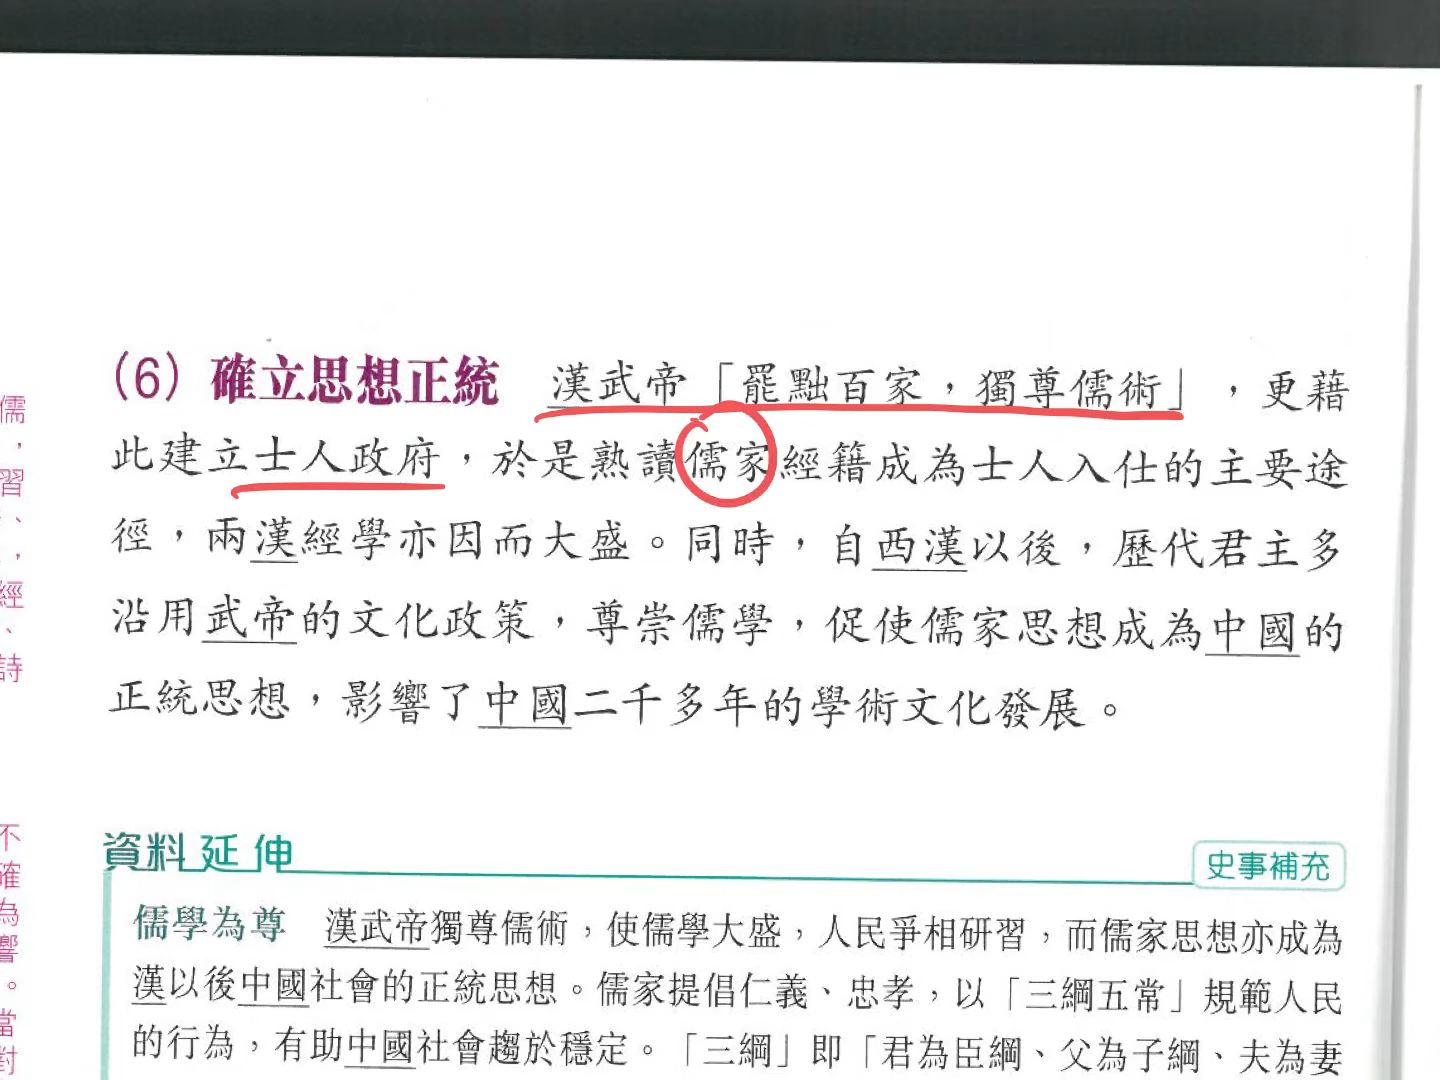 (6) 確立思想正統 漢武帝「罷黜百家，獨尊儒術」，更藉
此建立士人政府，於是熟讀儒家經籍成為士人入仕的主要途
徑，兩漢經學亦因而大盛。同時，自西漢以後，歷代君主多
沿用武帝的文化政策，尊崇儒學，促使儒家思想成為中國的
正統思想，影響了中國二千多年的學術文化發展。
資料延伸
史事補充
儒學為尊 漢武帝獨尊儒術，使儒學大盛，人民爭相研習，而儒家思想亦成為
漢以後中國社會的正統思想。儒家提倡仁義、忠孝，以「三綱五常」規範人民
的行為，有助中國社會趨於穩定。「三綱」即「君為臣綱、父為子綱、夫為妻
儒
，
習
、
，
經
、
詩
不
確
為
響
。
當
對